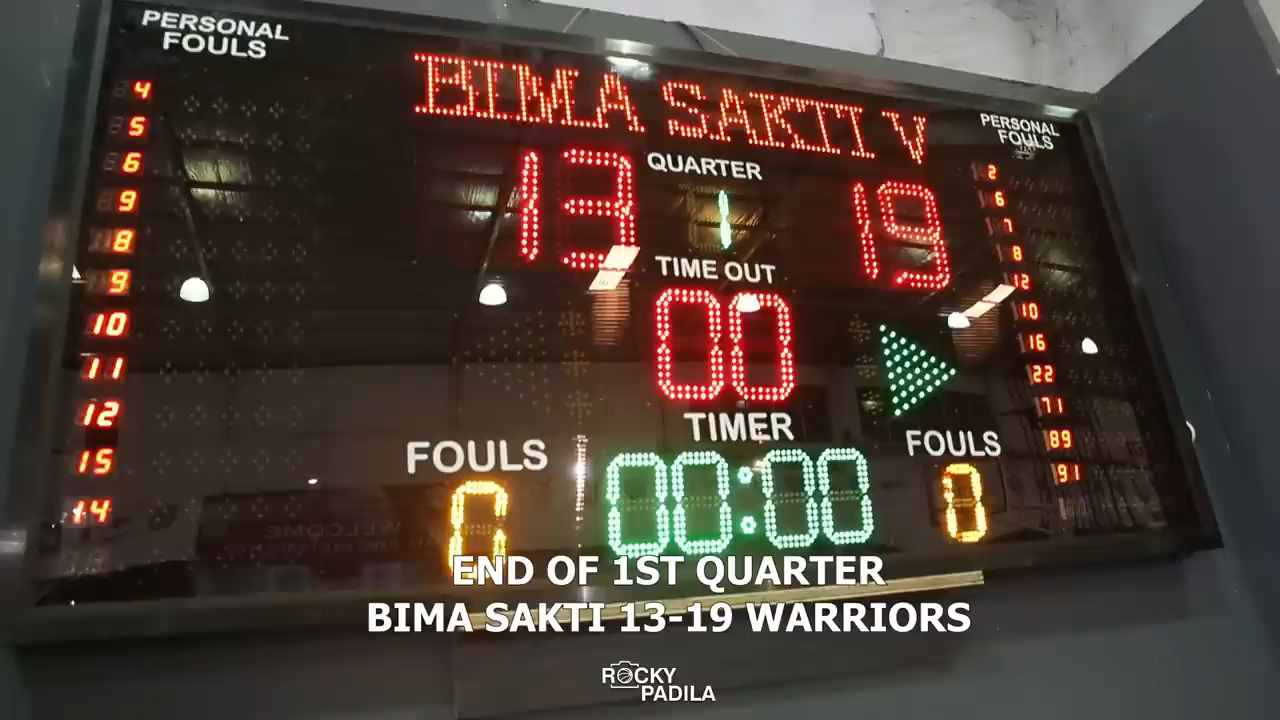 PERSONAL
FOULS
4
5
6
9
8
9
10
11
12
15
14
BIMA SAKTI V
13
QUARTER
1
19
TIME OUT
00
TIMER
00:00
FOULS
0
FOULS
0
PERSONAL
FOULS
2
6
7
8
12
10
16
22
71
89
91
WELCOME
END OF 1ST QUARTER
BIMA SAKTI 13-19 WARRIORS
ROCKY
PADILA